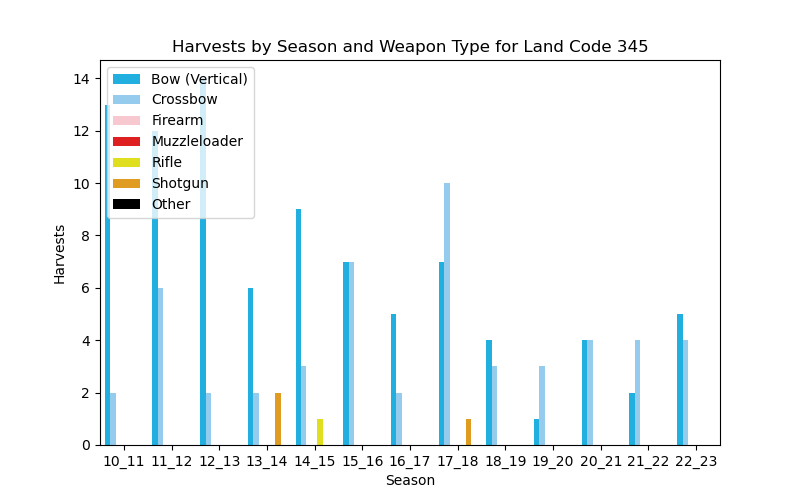 Harvests by Season and Weapon Type for Land Code 345
14
12
10
8
6
4
2
0
Harvests
Bow (Vertical)
Crossbow
Firearm
Muzzleloader
Rifle
Shotgun
Other
10_11 11_12 12_13 13_14 14_15 15_16 16_17 17_18 18_19 19_20 20_21 21_22 22_23
Season